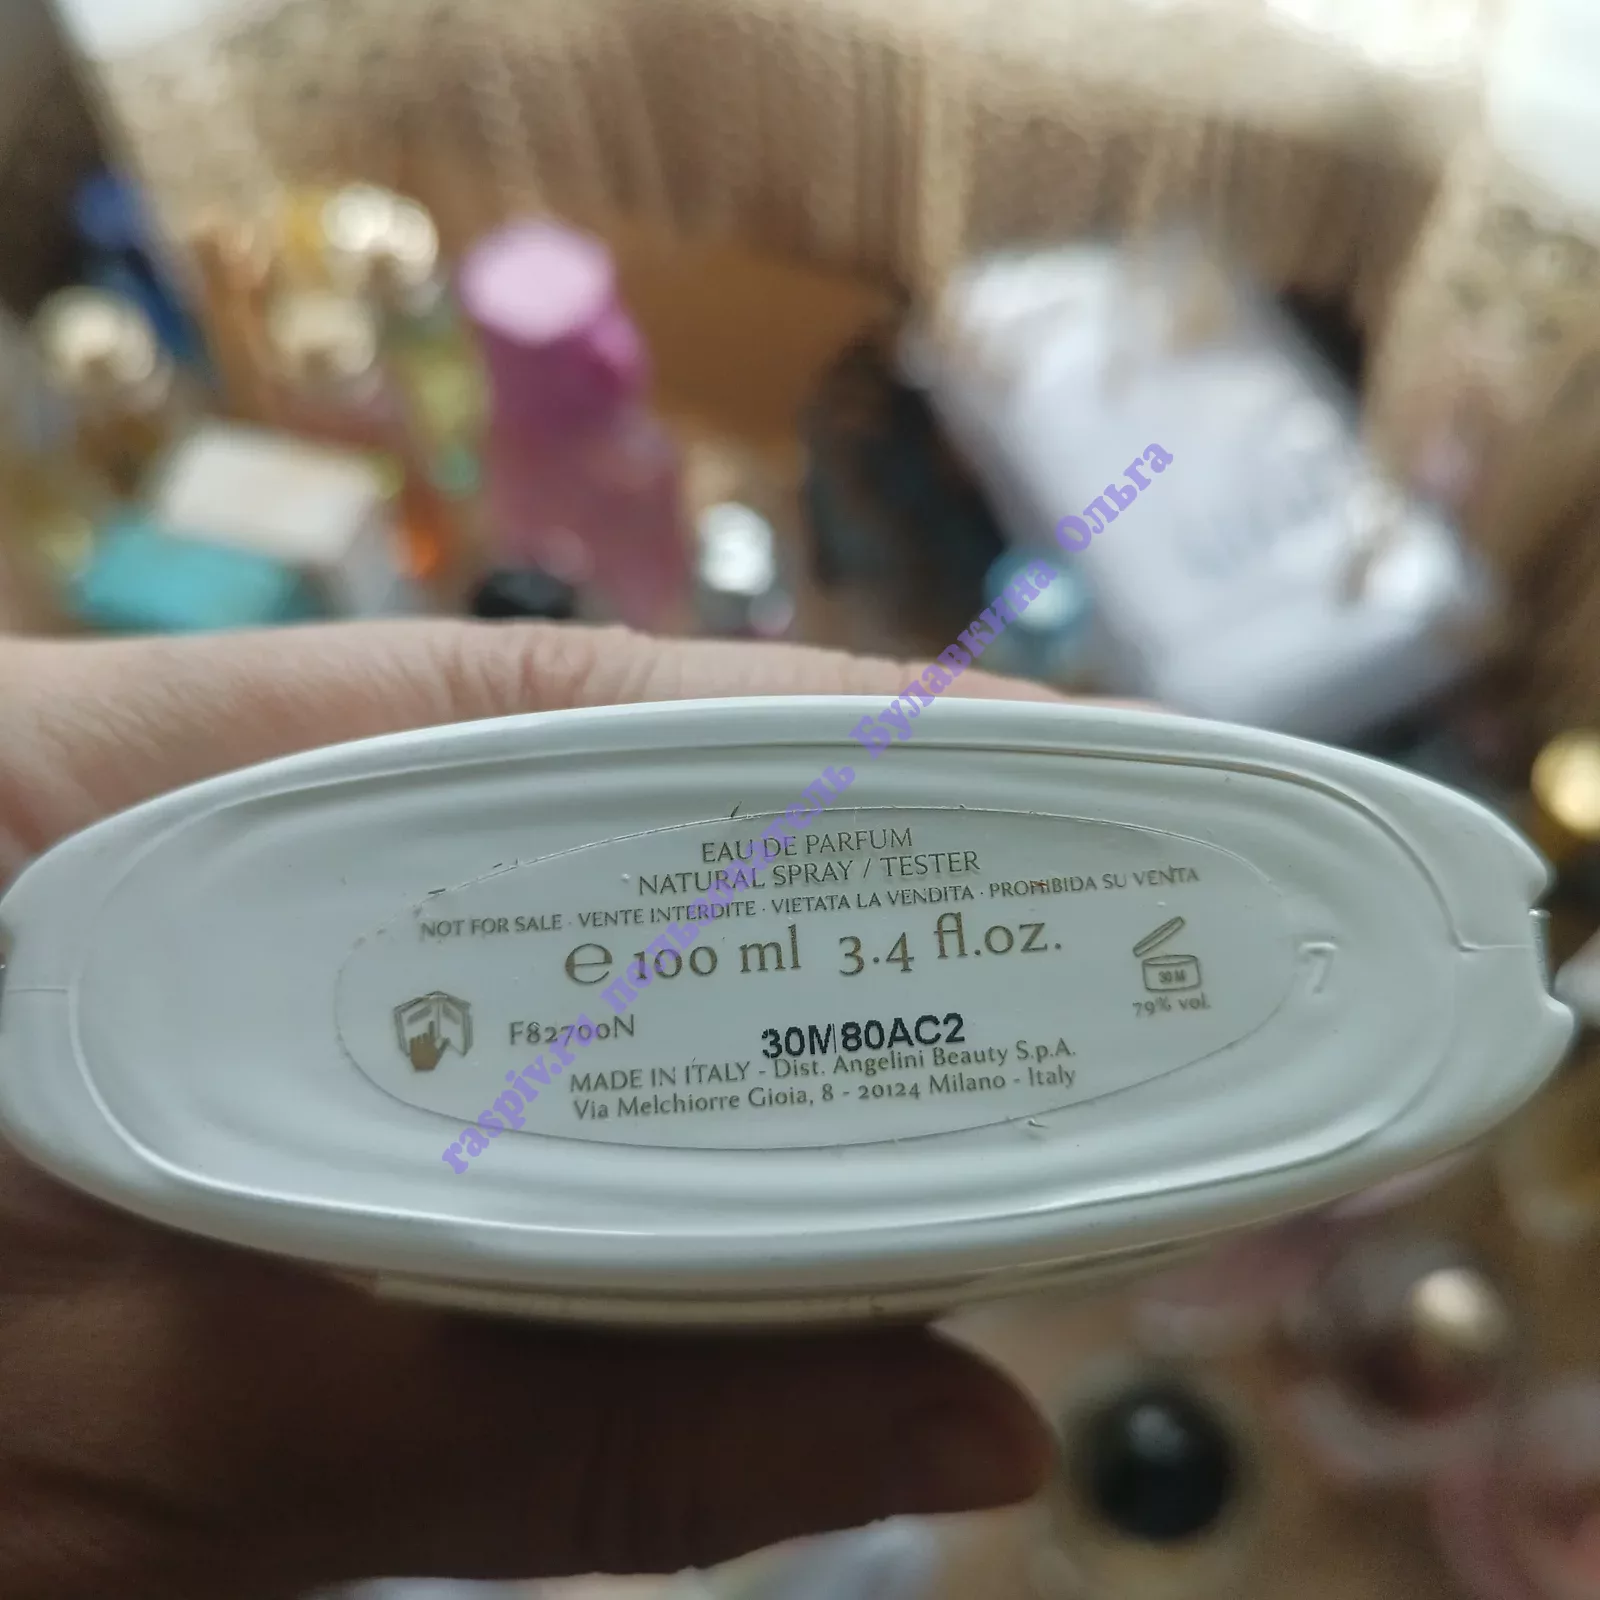 EAU DE PARFUM
NATURAL SPRAY / TESTER
NOT FOR SALE · VENTE INTERDITE · VIETATA LA VENDITA · PROHIBIDA SU VENTA
e 100 ml 3.4 fl.oz.
30 M
79% vol.
7
F82700N
30M80AC2
MADE IN ITALY - Dist. Angelini Beauty S.p.A.
Via Melchiorre Gioia, 8 - 20124 Milano - Italy
raspiv.ru пользователь Булавкина Ольга